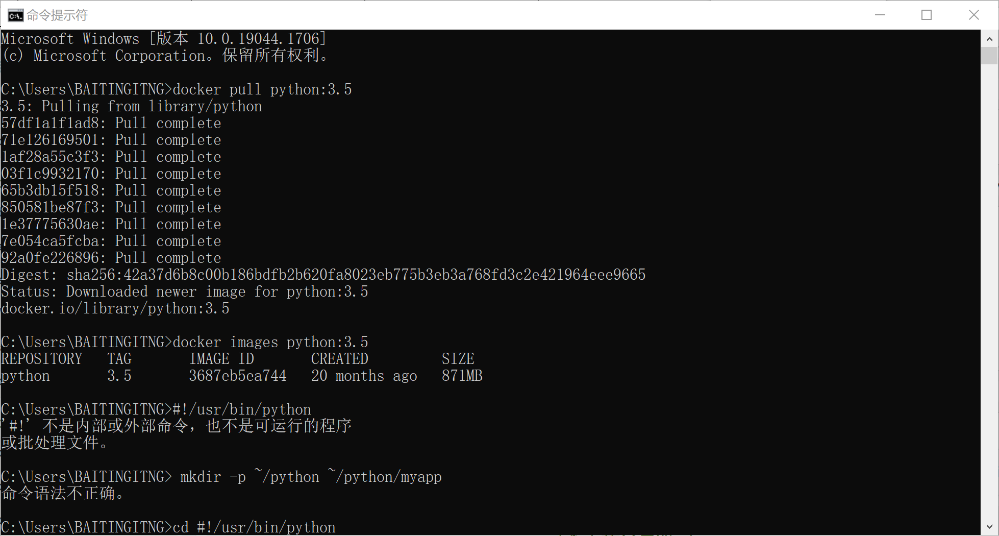 命令提示符
Microsoft Windows [版本 10.0.19044.1706]
(c) Microsoft Corporation。保留所有权利。
C:\Users\BAITINGITNG>docker pull python:3.5
3.5: Pulling from library/python
57df1a1f1ad8: Pull complete
71e126169501: Pull complete
1af28a55c3f3: Pull complete
03f1c9932170: Pull complete
65b3db15f518: Pull complete
850581be87f3: Pull complete
1e37775630ae: Pull complete
7e054ca5fcba: Pull complete
92a0fe226896: Pull complete
Digest: sha256:42a37d6b8c00b186bdfb2b620fa8023eb775b3eb3a768fd3c2e421964eee9665
Status: Downloaded newer image for python:3.5
docker.io/library/python:3.5
C:\Users\BAITINGITNG>docker images python:3.5
REPOSITORY   TAG       IMAGE ID       CREATED         SIZE
python       3.5       3687eb5ea744   20 months ago   871MB
C:\Users\BAITINGITNG>#!/usr/bin/python
'#!' 不是内部或外部命令，也不是可运行的程序
或批处理文件。
C:\Users\BAITINGITNG> mkdir -p ~/python ~/python/myapp
命令语法不正确。
C:\Users\BAITINGITNG>cd #!/usr/bin/python